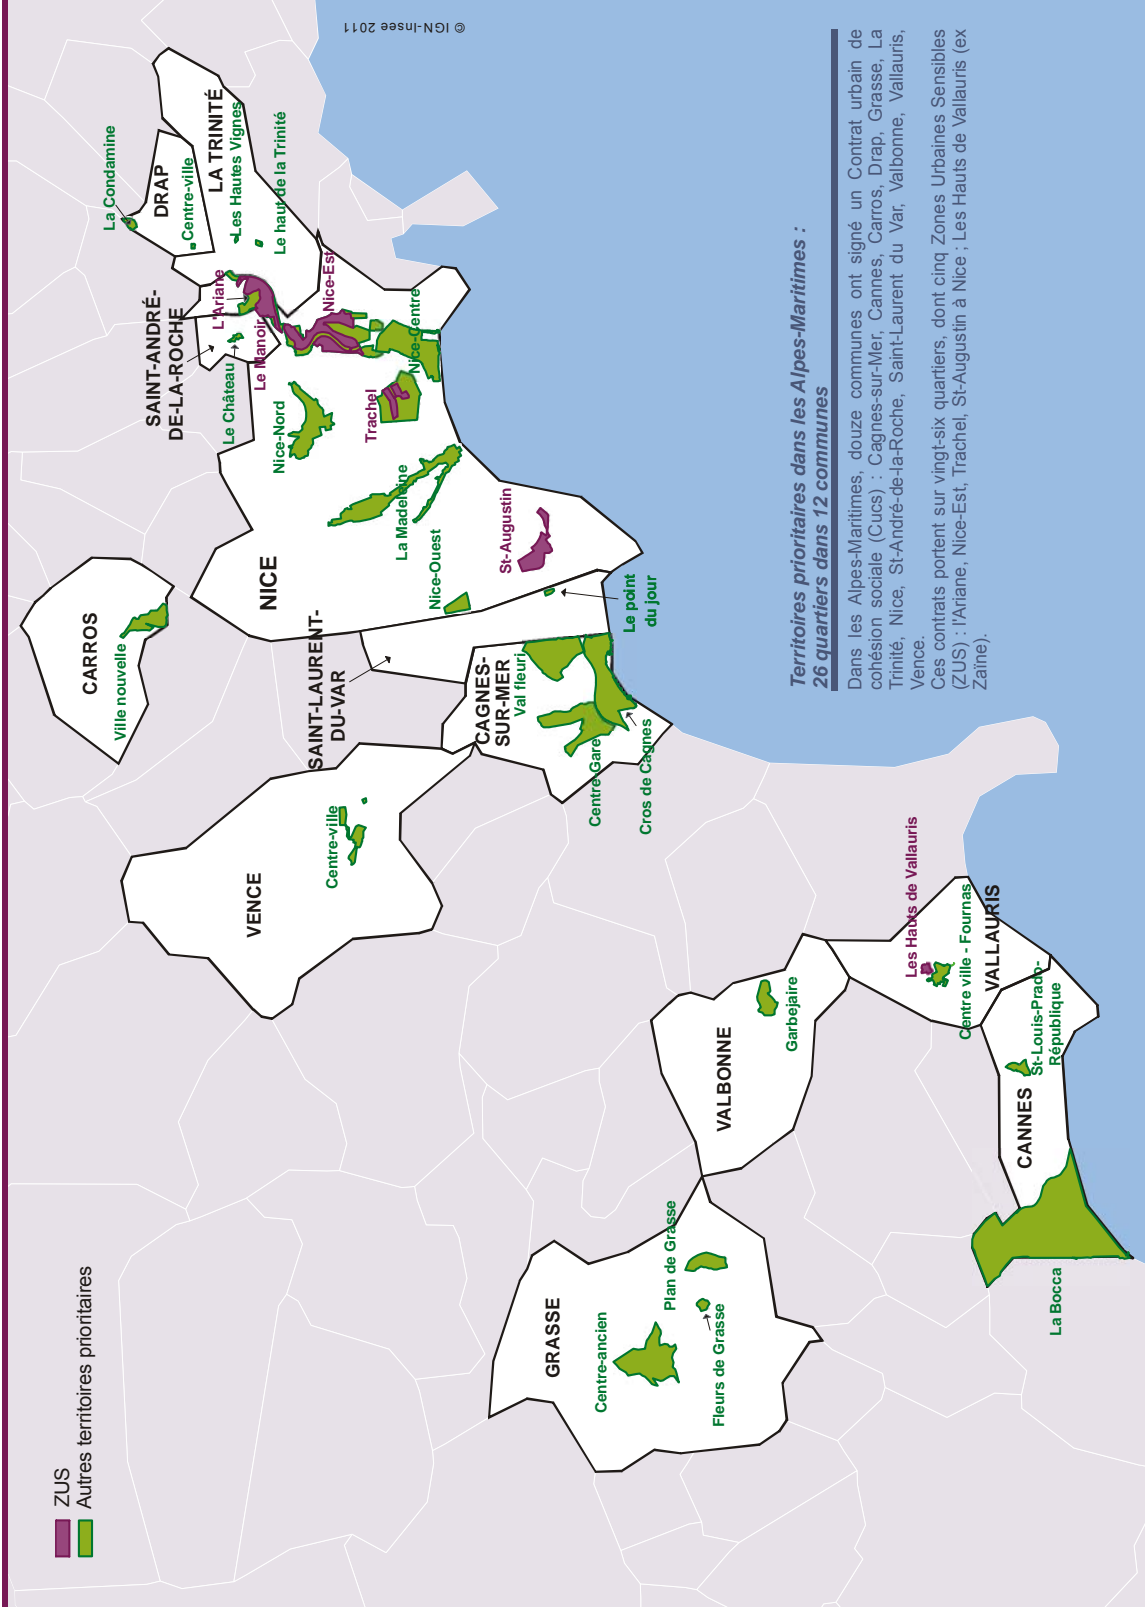 ZUS
Autres territoires prioritaires
CARROS
Ville nouvelle
SAINT-ANDRÉ-
DE-LA-ROCHE
La Condamine
DRAP
Centre-ville
LA TRINITÉ
Les Hautes Vignes
Le haut de la Trinité
L'Ariane
Le Manoir
Le Château
Nice-Est
Nice-Nord
Nice-Centre
Trachel
La Madeleine
NICE
Nice-Ouest
St-Augustin
SAINT-LAURENT-
DU-VAR
Le point
du jour
VENCE
Centre-ville
CAGNES-
SUR-MER
Val fleuri
Centre-Gare
Cros de Cagnes
GRASSE
Centre-ancien
Plan de Grasse
Fleurs de Grasse
VALBONNE
Garbejaire
Les Hauts de Vallauris
Centre ville - Fournas
VALLAURIS
St-Louis-Prado-
République
CANNES
La Bocca
© IGN-Insee 2011
Territoires prioritaires dans les Alpes-Maritimes :
26 quartiers dans 12 communes
Dans les Alpes-Maritimes, douze communes ont signé un Contrat urbain de
cohésion sociale (Cucs) : Cagnes-sur-Mer, Cannes, Carros, Drap, Grasse, La
Trinité, Nice, St-André-de-la-Roche, Saint-Laurent du Var, Valbonne, Vallauris,
Vence.
Ces contrats portent sur vingt-six quartiers, dont cinq Zones Urbaines Sensibles
(ZUS) : l'Ariane, Nice-Est, Trachel, St-Augustin à Nice ; Les Hauts de Vallauris (ex
Zaïne).